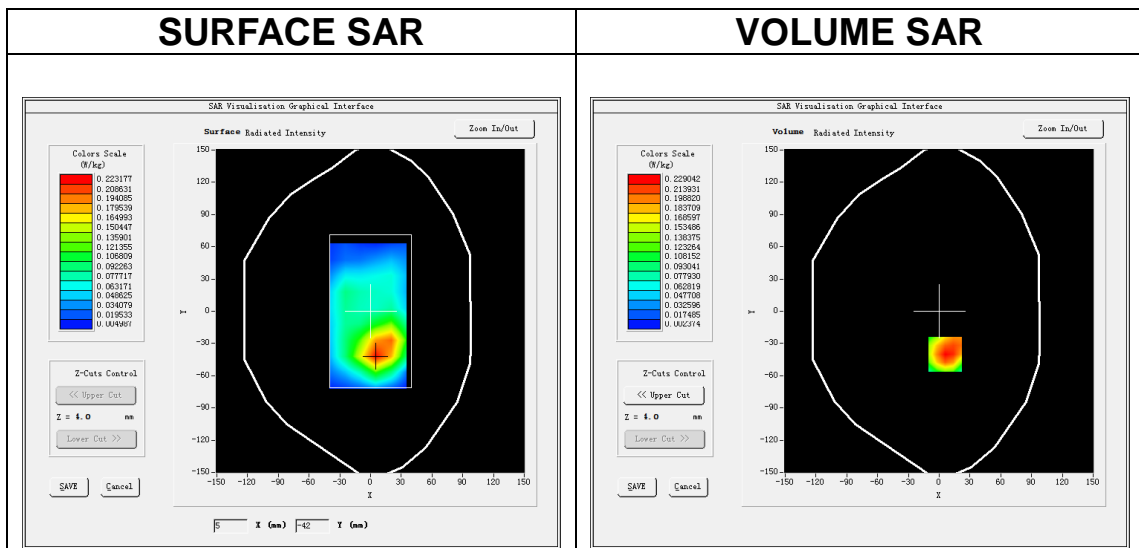 SURFACE SAR
VOLUME SAR
SAR Visualisation Graphical Interface
Surface Radiated Intensity
Zoom In/Out
Colors Scale
(W/kg)
0.223177
0.208631
0.194085
0.179539
0.164993
0.150447
0.135901
0.121355
0.106809
0.092263
0.077717
0.063171
0.048625
0.034079
0.019533
0.004987
150
120
90
60
30
0
-30
-60
-90
-120
-150
Y
-150 -120 -90 -60 -30 0 30 60 90 120 150
X
Z-Cuts Control
<< Upper Cut
Z = 4.0 mm
Lower Cut >>
SAVE Cancel
5 X (mm) -42 Y (mm)
SAR Visualisation Graphical Interface
Volume Radiated Intensity
Zoom In/Out
Colors Scale
(W/kg)
0.229042
0.213931
0.198820
0.183709
0.168597
0.153486
0.138375
0.123264
0.108152
0.093041
0.077930
0.062819
0.047708
0.032596
0.017485
0.002374
150
120
90
60
30
0
-30
-60
-90
-120
-150
Y
-150 -120 -90 -60 -30 0 30 60 90 120 150
X
Z-Cuts Control
<< Upper Cut
Z = 4.0 mm
Lower Cut >>
SAVE Cancel